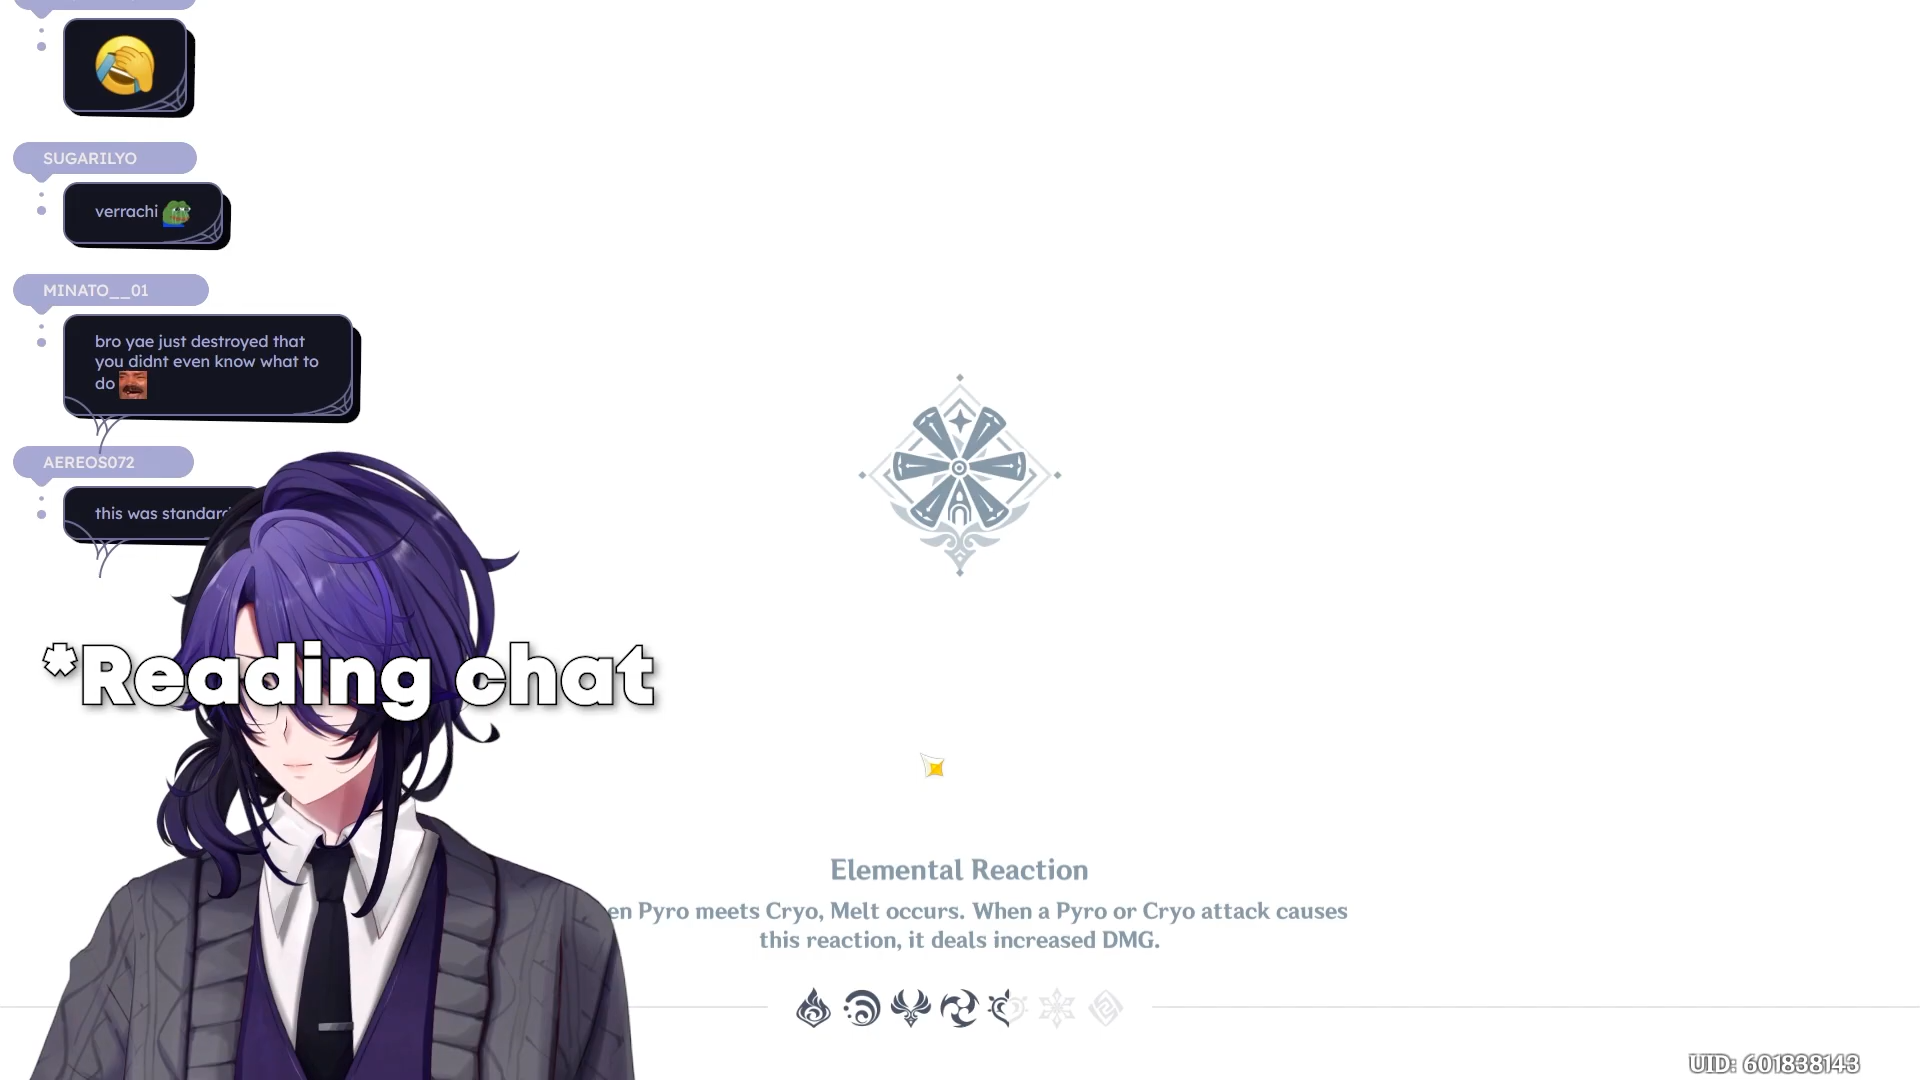 SUGARILYO
verrachi
MINATO__01
bro yae just destroyed that
you didnt even know what to
do
AEREOS072
this was standard
*Reading chat
Elemental Reaction
en Pyro meets Cryo, Melt occurs. When a Pyro or Cryo attack causes
this reaction, it deals increased DMG.
UID: 601838143